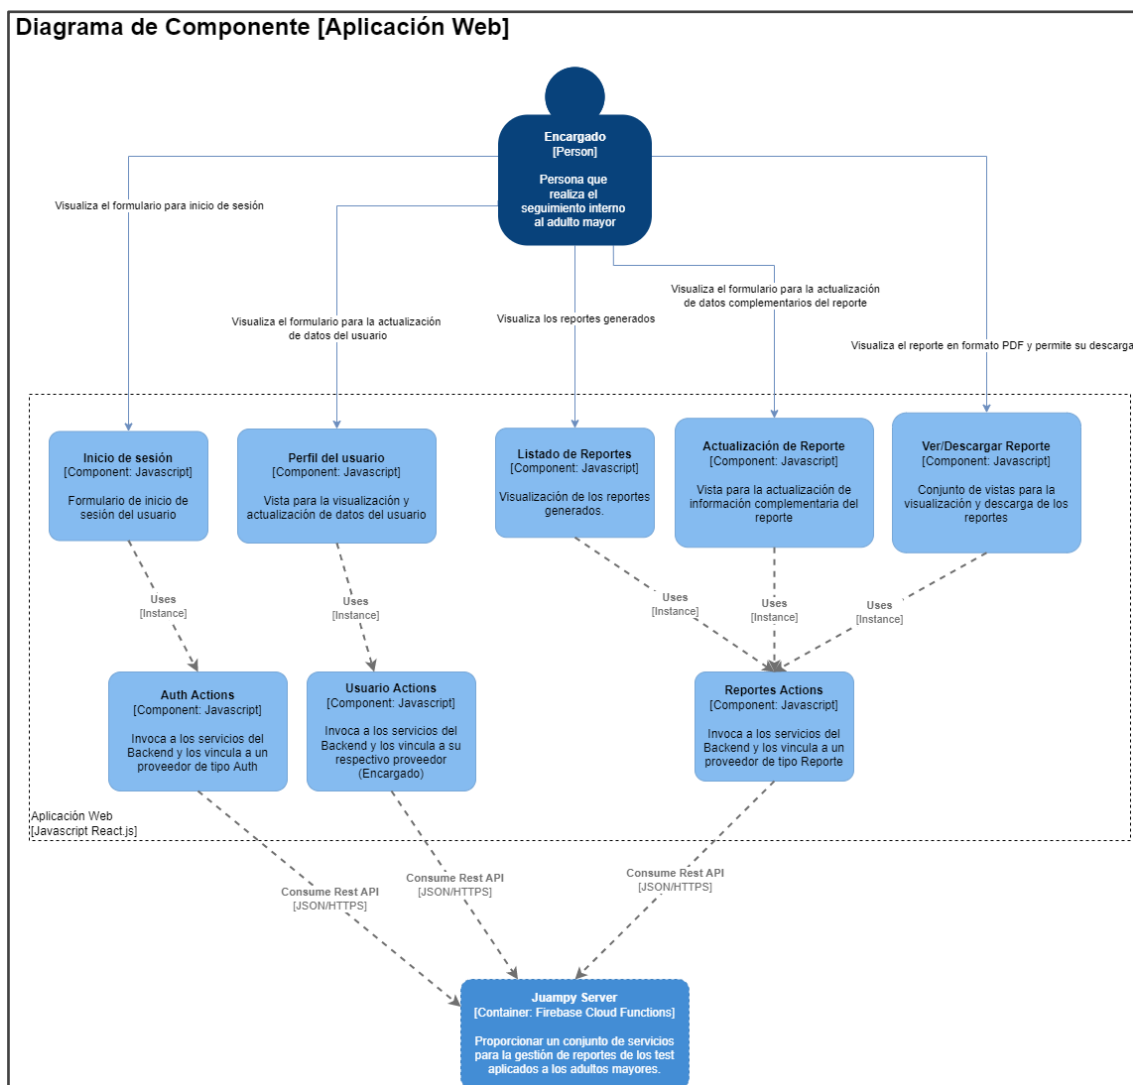 Diagrama de Componente [Aplicación Web]
Encargado
[Person]
Persona que
realiza el
seguimiento interno
al adulto mayor
Visualiza el formulario para inicio de sesión
Visualiza el formulario para la actualización
de datos del usuario
Visualiza los reportes generados
Visualiza el formulario para la actualización
de datos complementarios del reporte
Visualiza el reporte en formato PDF y permite su descarga
Inicio de sesión
[Component: Javascript]
Formulario de inicio de
sesión del usuario
Perfil del usuario
[Component: Javascript]
Vista para la visualización y
actualización de datos del usuario
Listado de Reportes
[Component: Javascript]
Visualización de los reportes
generados.
Actualización de Reporte
[Component: Javascript]
Vista para la actualización de
información complementaria del
reporte
Ver/Descargar Reporte
[Component: Javascript]
Conjunto de vistas para la
visualización y descarga de los
reportes
Uses
[Instance]
Uses
[Instance]
Uses
[Instance]
Uses
[Instance]
Uses
[Instance]
Auth Actions
[Component: Javascript]
Invoca a los servicios del
Backend y los vincula a un
proveedor de tipo Auth
Usuario Actions
[Component: Javascript]
Invoca a los servicios del
Backend y los vincula a su
respectivo proveedor
(Encargado)
Reportes Actions
[Component: Javascript]
Invoca a los servicios del
Backend y los vincula a un
proveedor de tipo Reporte
Aplicación Web
[Javascript React.js]
Consume Rest API
[JSON/HTTPS]
Consume Rest API
[JSON/HTTPS]
Consume Rest API
[JSON/HTTPS]
Juampy Server
[Container: Firebase Cloud Functions]
Proporcionar un conjunto de servicios
para la gestión de reportes de los test
aplicados a los adultos mayores.